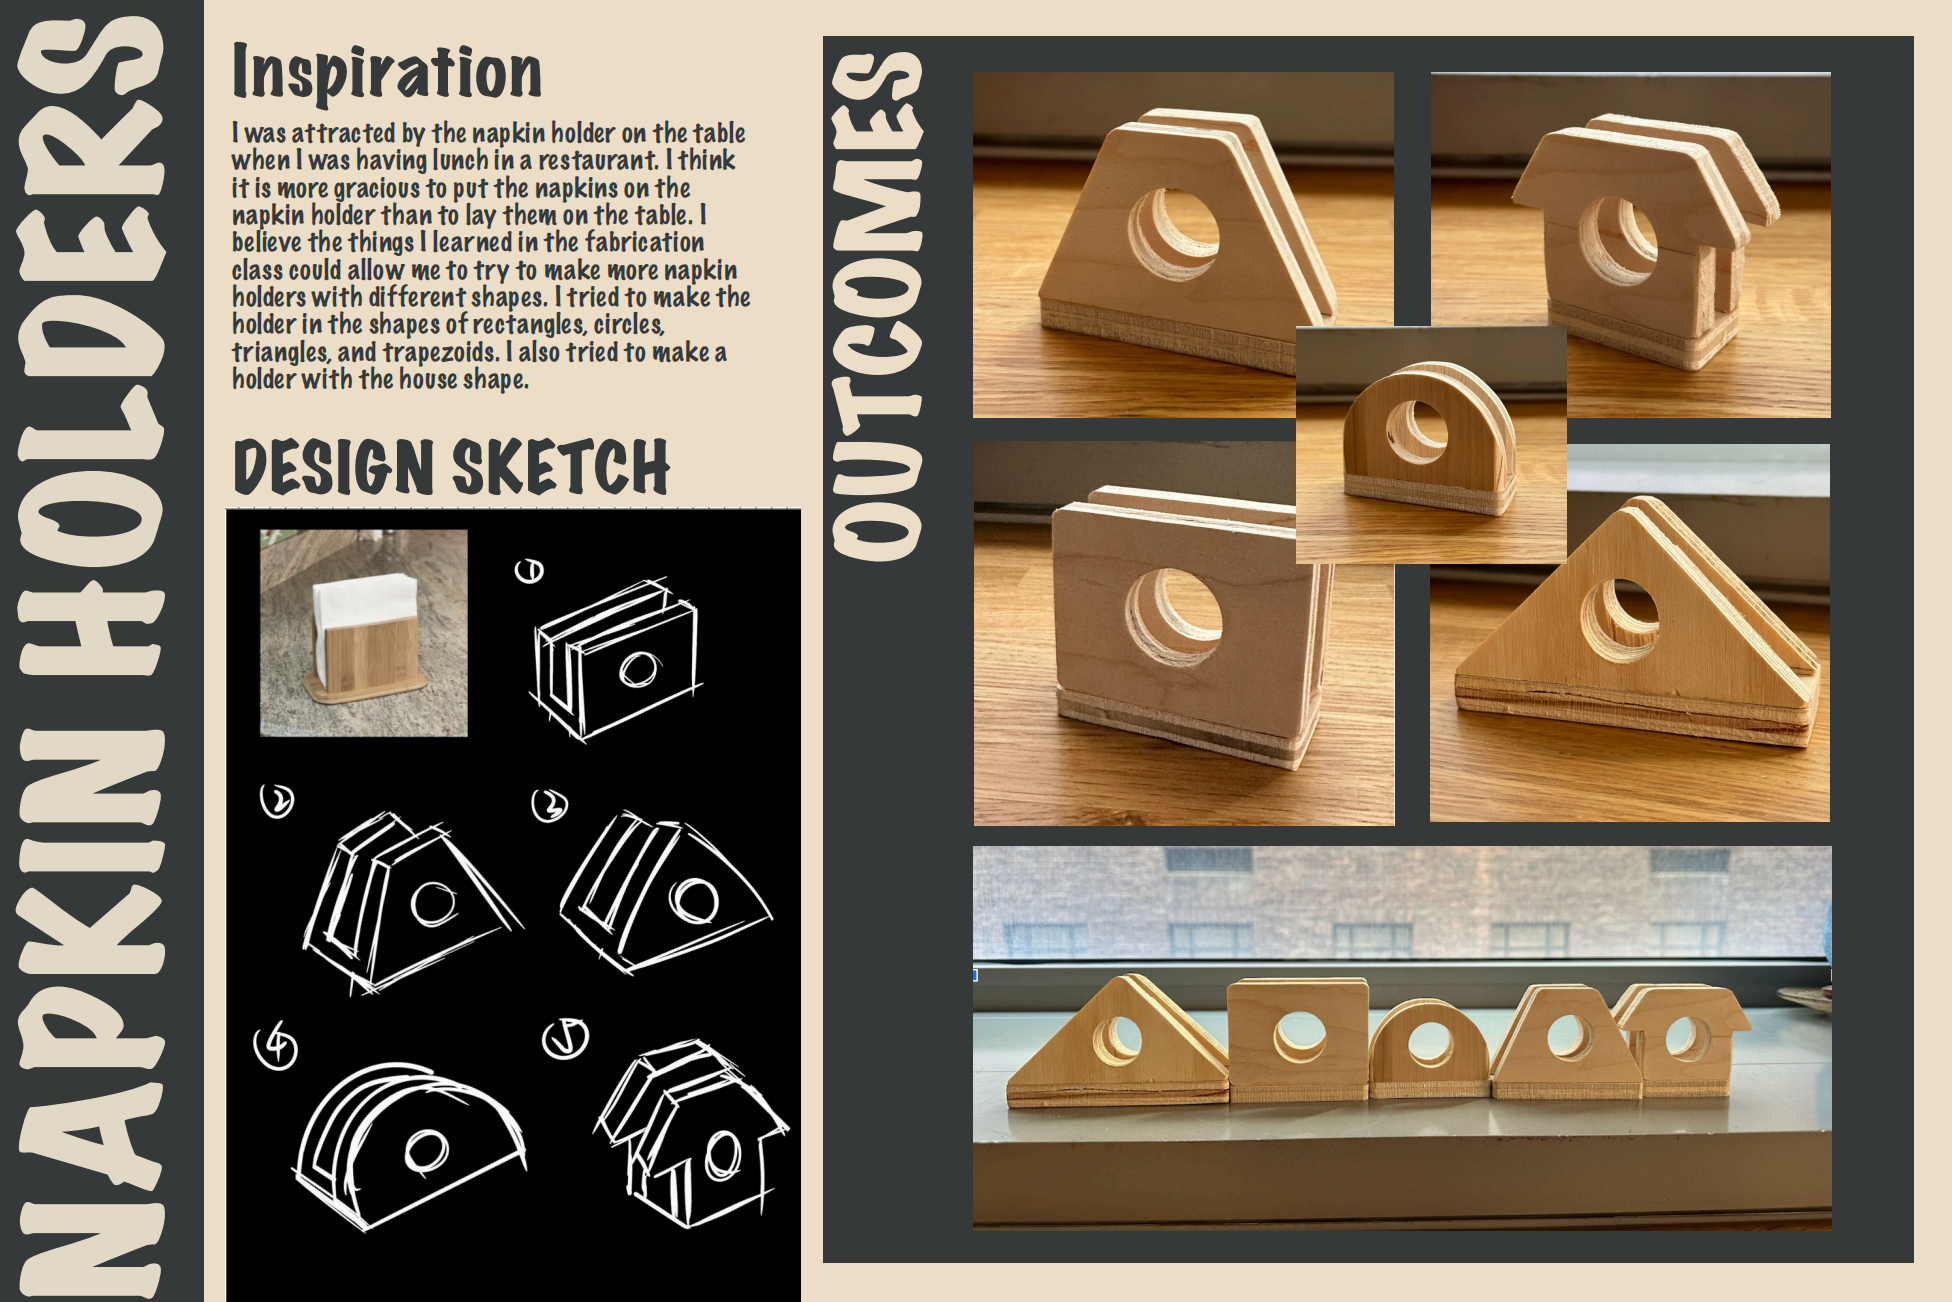 NAPKIN HOLDERS
Inspiration
I was attracted by the napkin holder on the table
when I was having lunch in a restaurant. I think
it is more gracious to put the napkins on the
napkin holder than to lay them on the table. I
believe the things I learned in the fabrication
class could allow me to try to make more napkin
holders with different shapes. I tried to make the
holder in the shapes of rectangles, circles,
triangles, and trapezoids. I also tried to make a
holder with the house shape.
DESIGN SKETCH
1
2
3
4
5
OUTCOMES